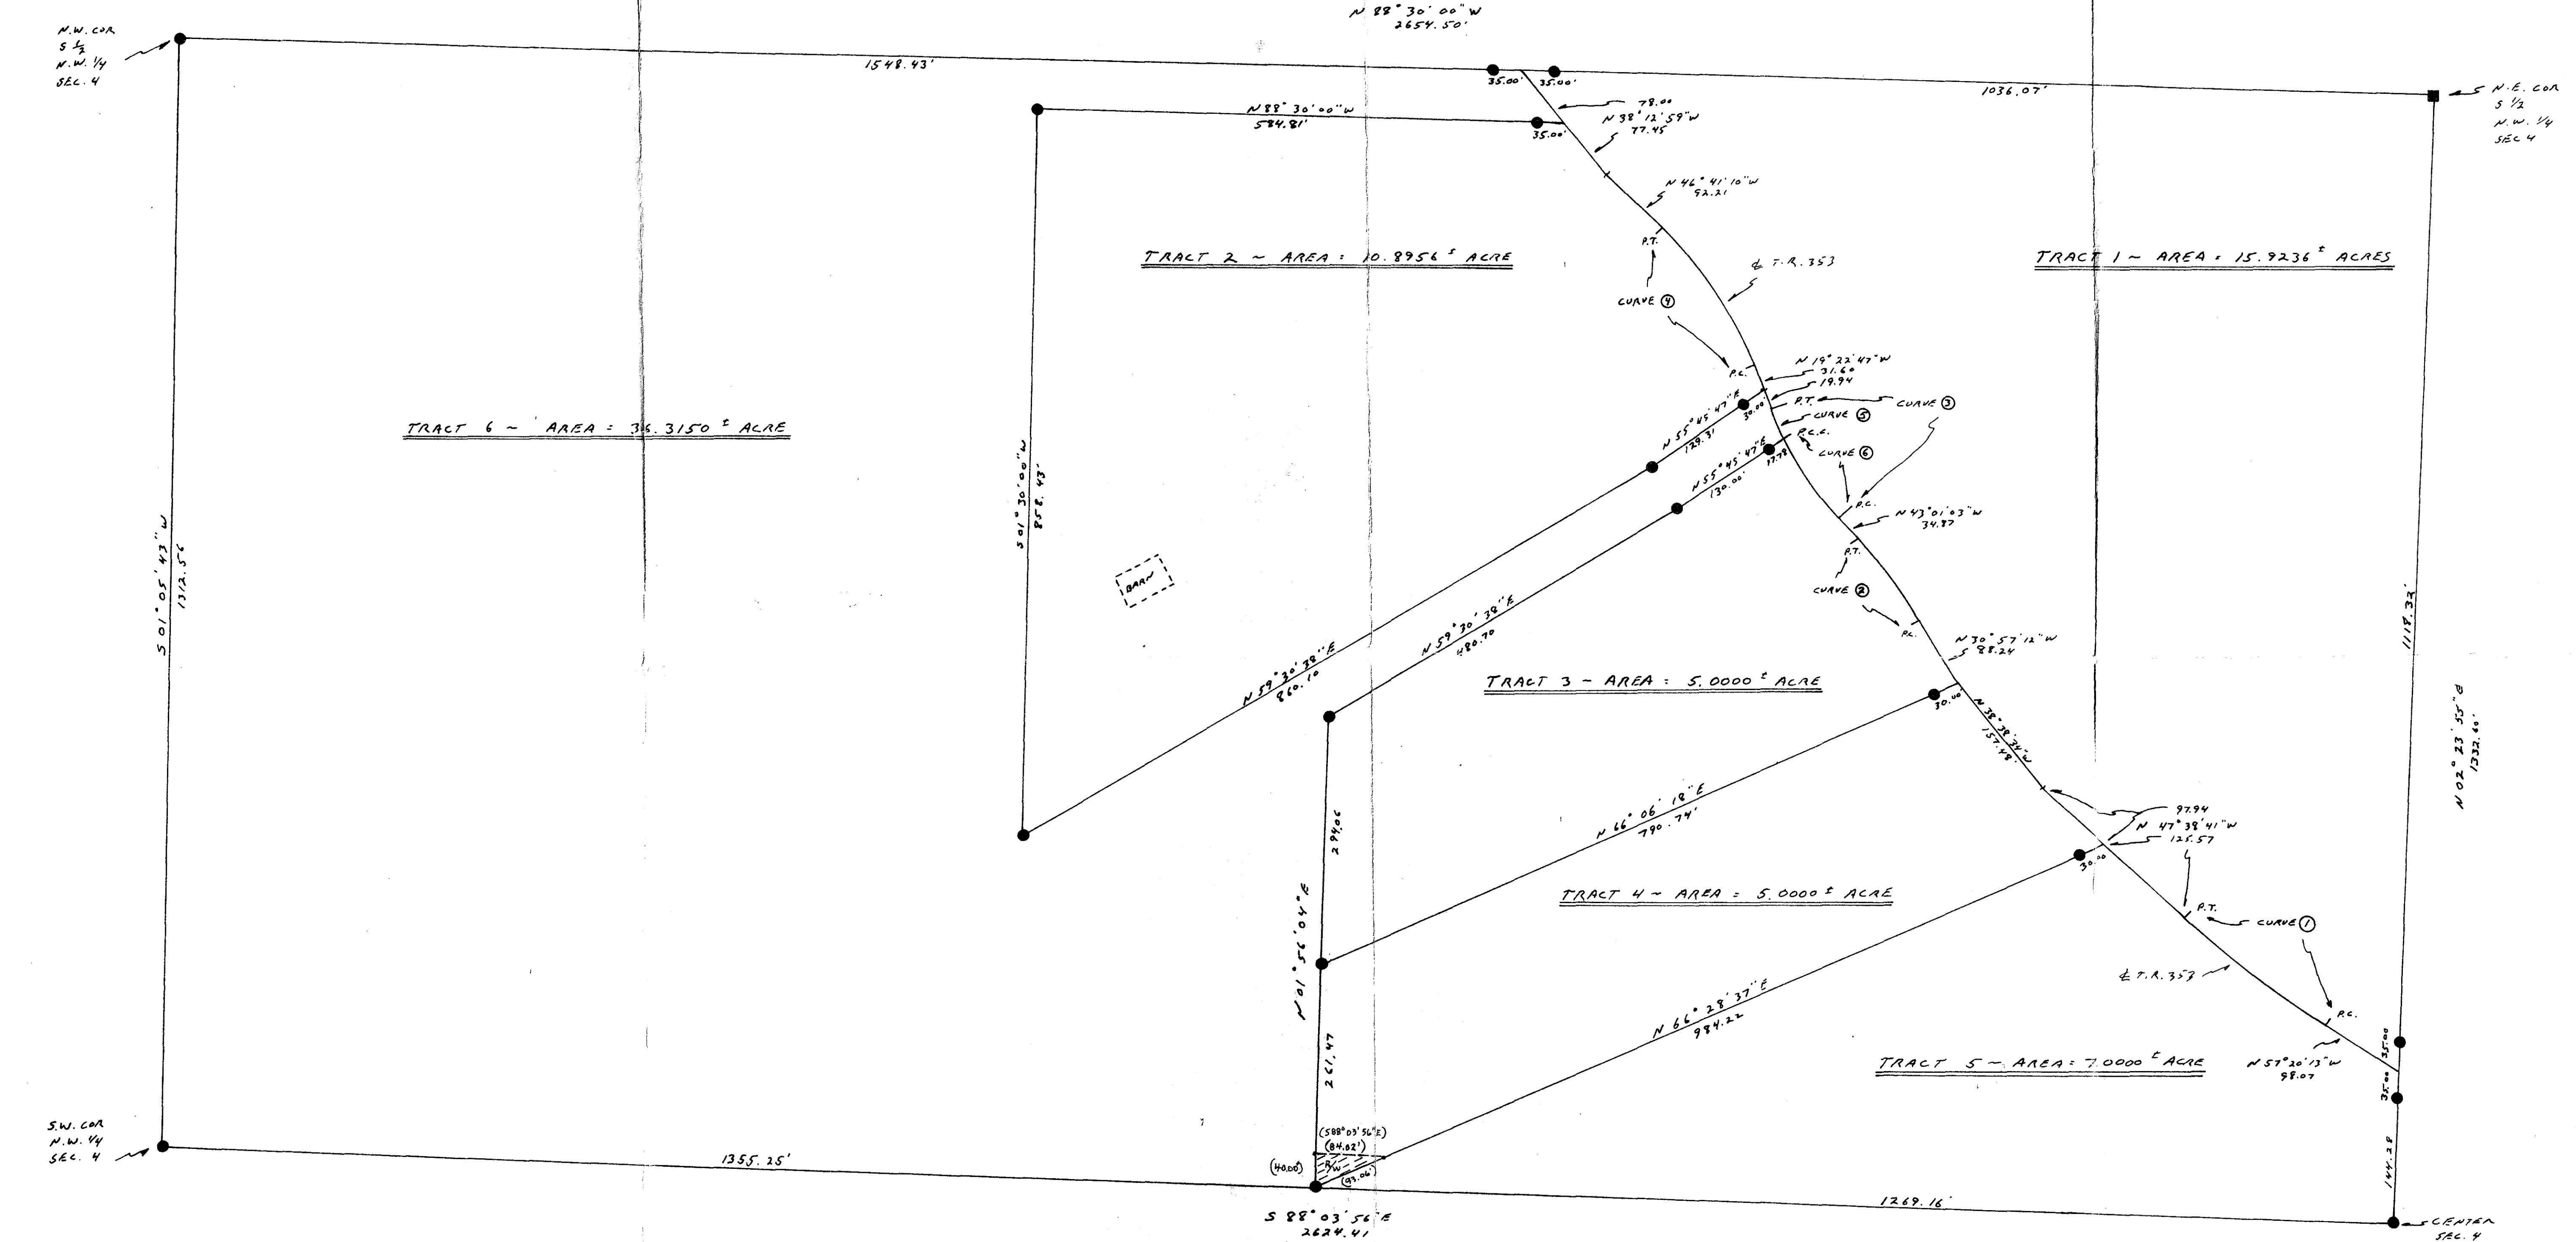 N 88° 30' 00" W
2654.50'
N.W. COR
S ½
N.W. ¼
SEC. 4
1548.43'
35.00'
35.00'
1036.07'
N.E. COR
S ½
N.W. ¼
SEC 4
N 88° 30' 00" W
584.81'
35.00'
78.00
N 38° 12' 59" W
77.45
N 46° 41' 10" W
92.21
P.T.
CURVE ④
P.C.
TRACT 2 ~ AREA = 10.8956 ± ACRE
₵ T.R. 353
TRACT 1 ~ AREA = 15.9236 ± ACRES
N 19° 22' 47" W
31.60
19.94
P.T.
CURVE ③
CURVE ⑤
P.C.C.
CURVE ⑥
P.C.
N 43° 01' 03" W
34.87
P.T.
CURVE ②
P.C.
TRACT 6 ~ AREA = 36.3150 ± ACRE
S 01° 05' 43" W
1312.56
S 01° 30' 00" W
858.43'
N 55° 45' 47" E
129.31
30.00'
N 55° 45' 47" E
130.00'
17.78
BARN
N 59° 30' 38" E
860.10
N 59° 30' 38" E
480.70
N 30° 57' 12" W
88.24
TRACT 3 ~ AREA = 5.0000 ± ACRE
30.00'
N 38° 38' 34" W
157.48'
1118.32'
N 02° 23' 55" E
1332.60'
N 66° 06' 18" E
790.74'
294.06
97.94
N 47° 38' 41" W
125.57
30.00
TRACT 4 ~ AREA = 5.0000 ± ACRE
P.T.
CURVE ①
₵ T.R. 353
P.C.
N 01° 56' 04" E
261.47
N 66° 28' 37" E
984.22
35.00
35.00
TRACT 5 ~ AREA = 7.0000 ± ACRE
N 57° 20' 13" W
98.07
S.W. COR
N.W. ¼
SEC. 4
1355.25'
(S88° 03' 56" E)
(84.02')
(40.00')
R/W
(93.06')
144.28
1269.16'
S 88° 03' 56" E
2624.41
CENTER
SEC. 4